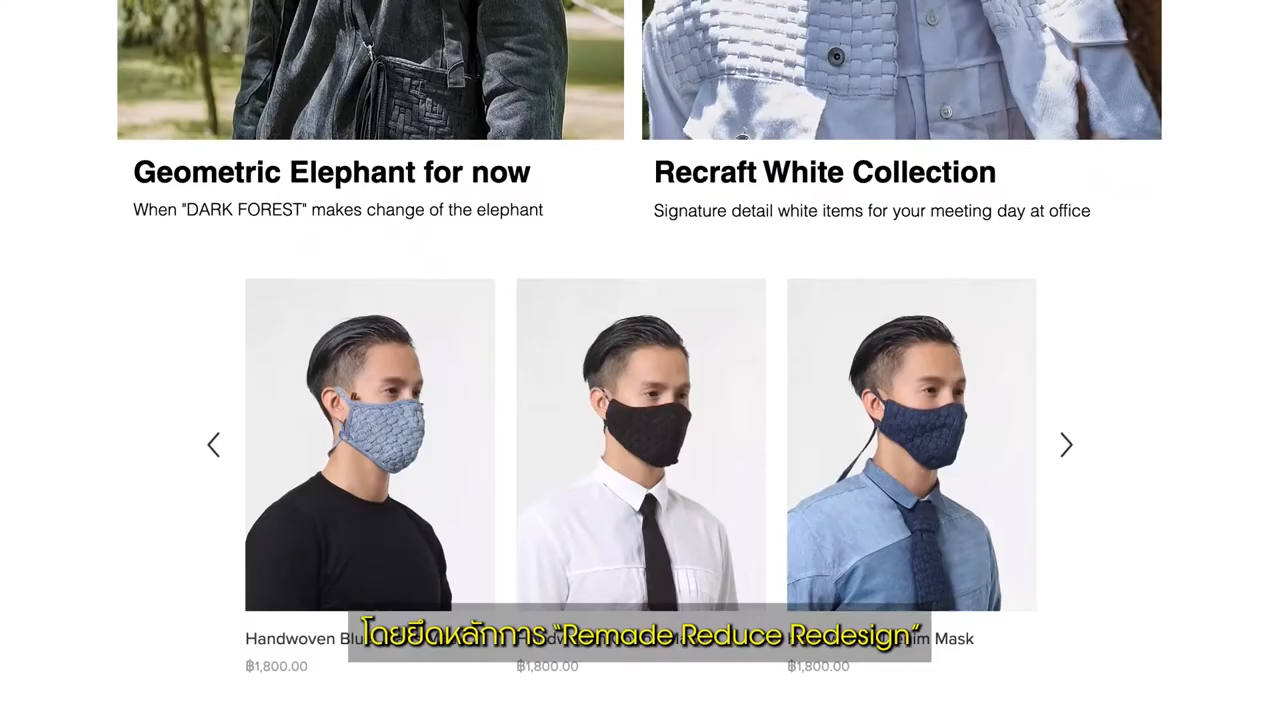 Geometric Elephant for now
When "DARK FOREST" makes change of the elephant
Recraft White Collection
Signature detail white items for your meeting day at office
โดยยึดหลักการ “Remade Reduce Redesign”
Handwoven
Mask
฿1,800.00
฿1,800.00
฿1,800.00